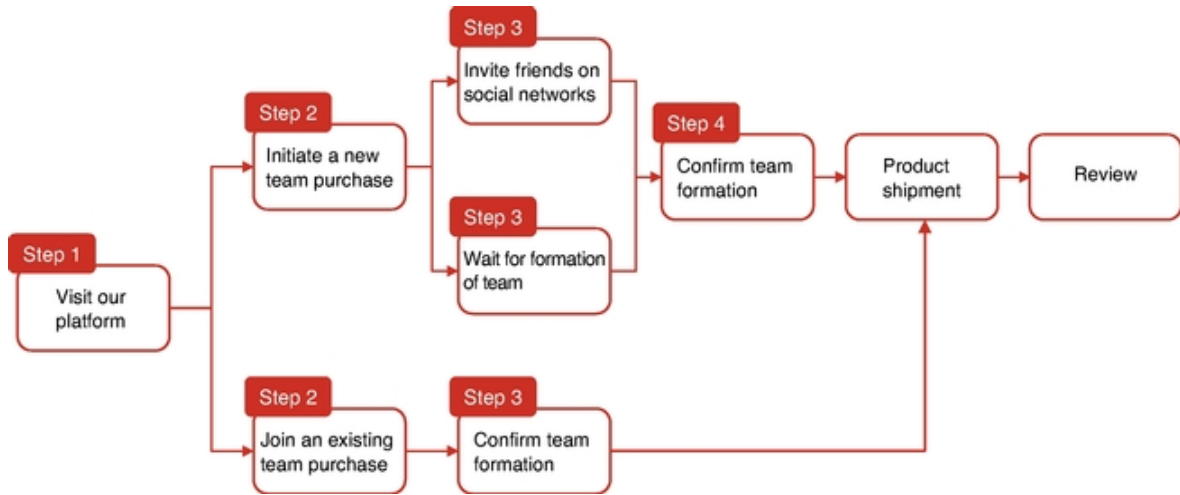 Step 1
Visit our
platform
Step 2
Initiate a new
team purchase
Step 3
Invite friends on
social networks
Step 3
Wait for formation
of team
Step 4
Confirm team
formation
Product
shipment
Review
Step 2
Join an existing
team purchase
Step 3
Confirm team
formation